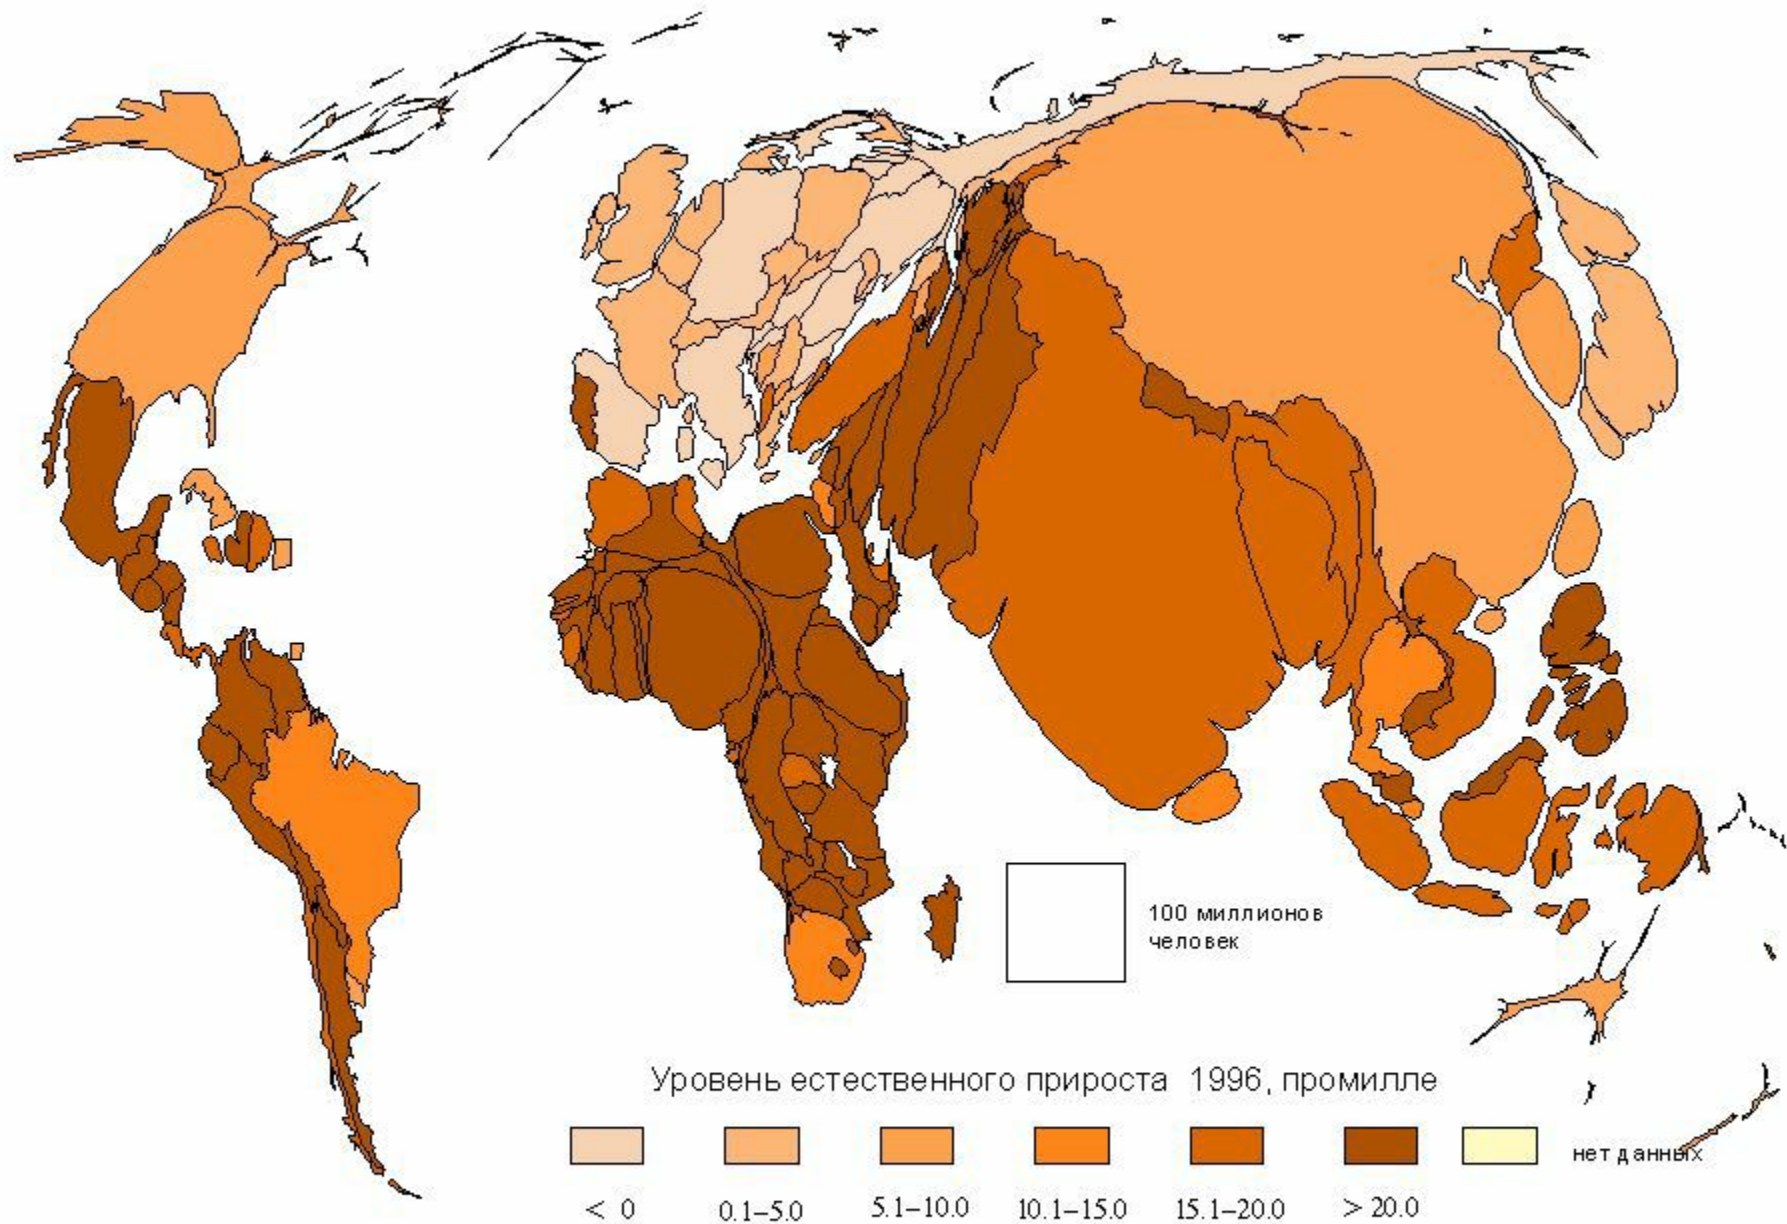 100 миллионов
человек
Уровень естественного прироста 1996, промилле
нет данных
< 0 0.1–5.0 5.1–10.0 10.1–15.0 15.1–20.0 > 20.0